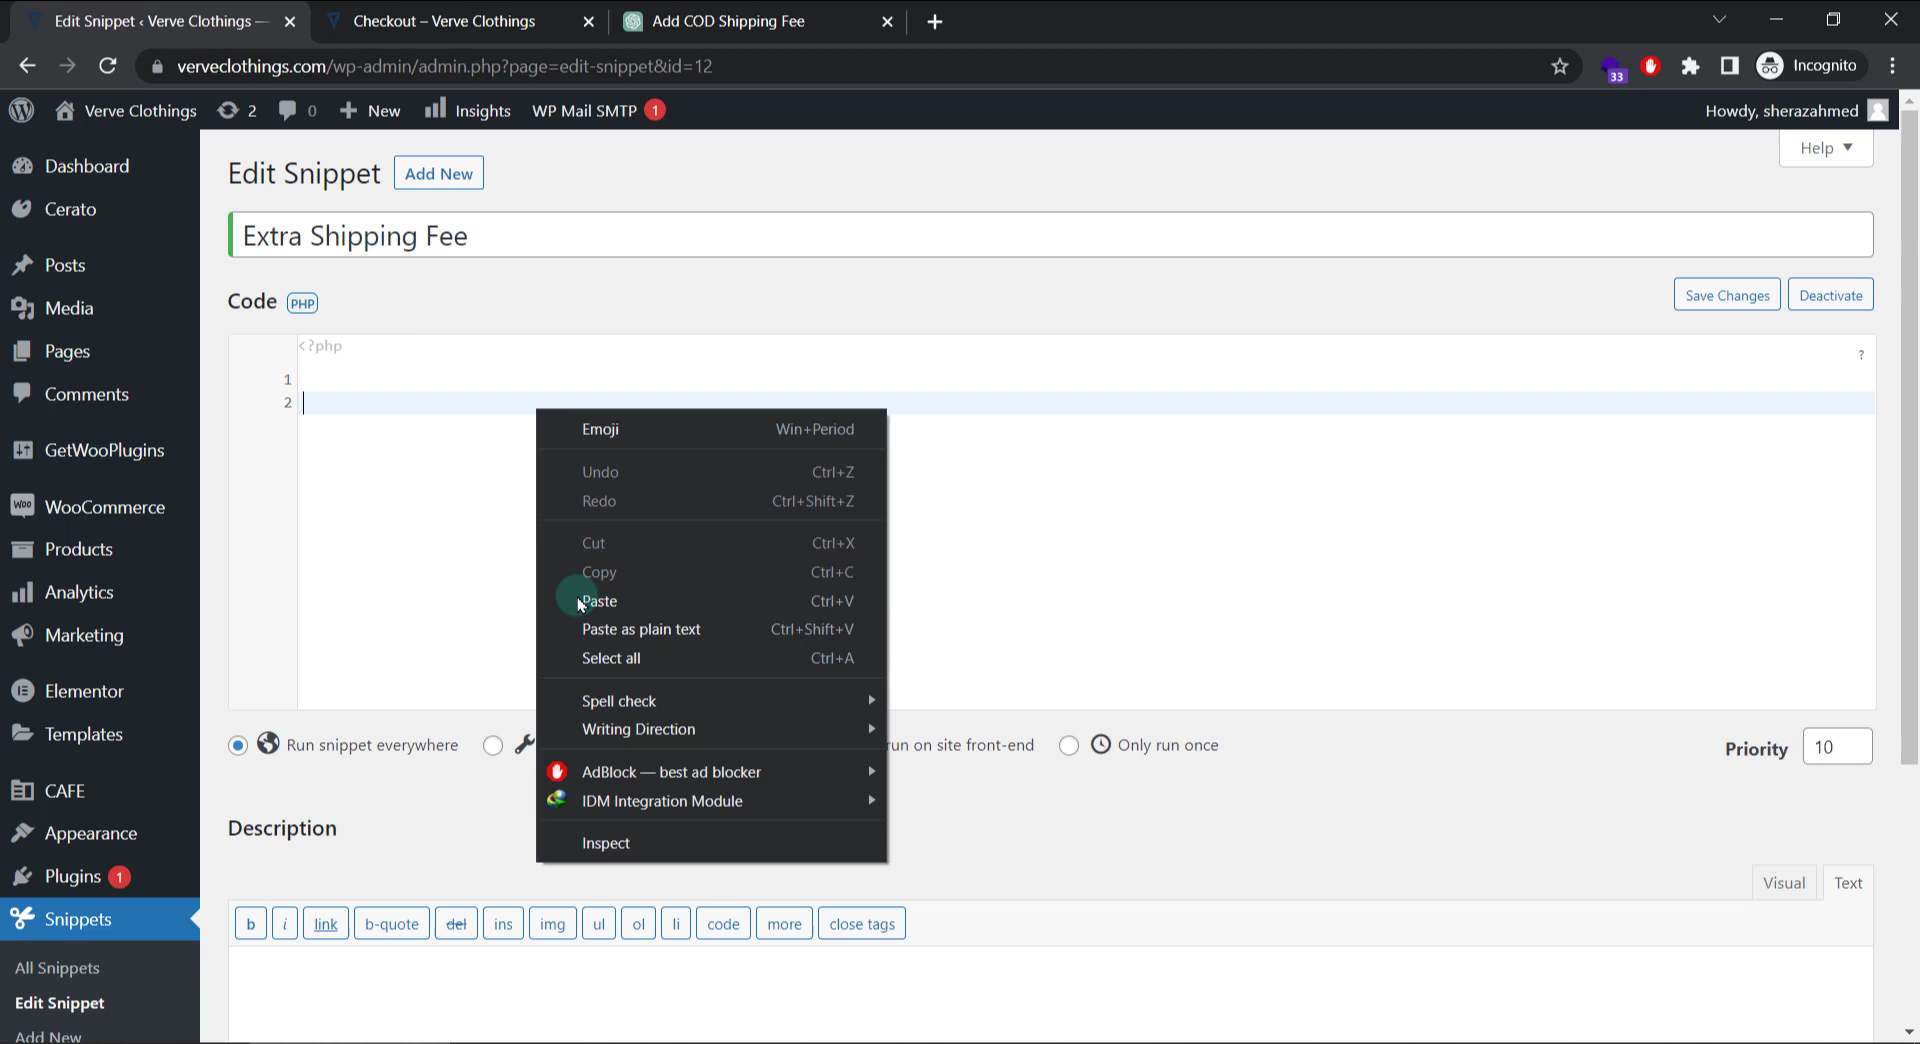 Edit Snippet ‹ Verve Clothings —
Checkout – Verve Clothings
Add COD Shipping Fee
verveclothings.com/wp-admin/admin.php?page=edit-snippet&id=12
33
Incognito
Verve Clothings
2
0
New
Insights
WP Mail SMTP 1
Howdy, sherazahmed
Help
Dashboard
Cerato
Posts
Media
Pages
Comments
GetWooPlugins
WooCommerce
Products
Analytics
Marketing
Elementor
Templates
CAFE
Appearance
Plugins 1
Snippets
All Snippets
Edit Snippet
Add New
Edit Snippet Add New
Extra Shipping Fee
Code PHP
Save Changes Deactivate
<?php
?
1
2
Emoji Win+Period
Undo Ctrl+Z
Redo Ctrl+Shift+Z
Cut Ctrl+X
Copy Ctrl+C
Paste Ctrl+V
Paste as plain text Ctrl+Shift+V
Select all Ctrl+A
Spell check
Writing Direction
AdBlock — best ad blocker
IDM Integration Module
Inspect
Run snippet everywhere
run on site front-end
Only run once
Priority 10
Description
Visual Text
b i link b-quote del ins img ul ol li code more close tags